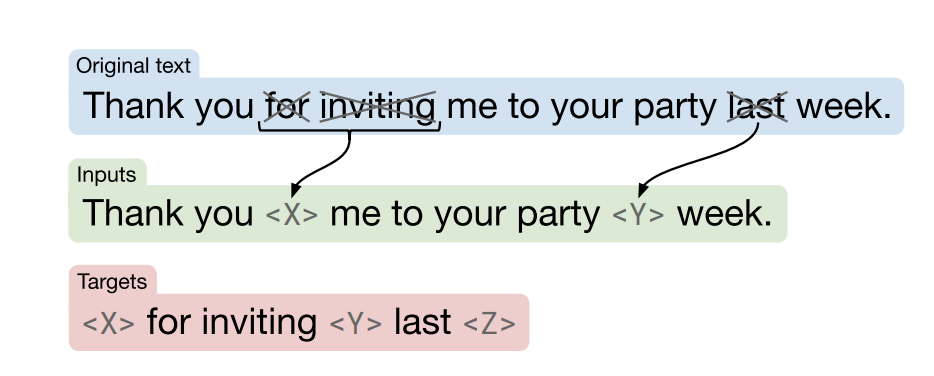 Original text
Thank you for inviting me to your party last week.
Inputs
Thank you <X> me to your party <Y> week.
Targets
<X> for inviting <Y> last <Z>